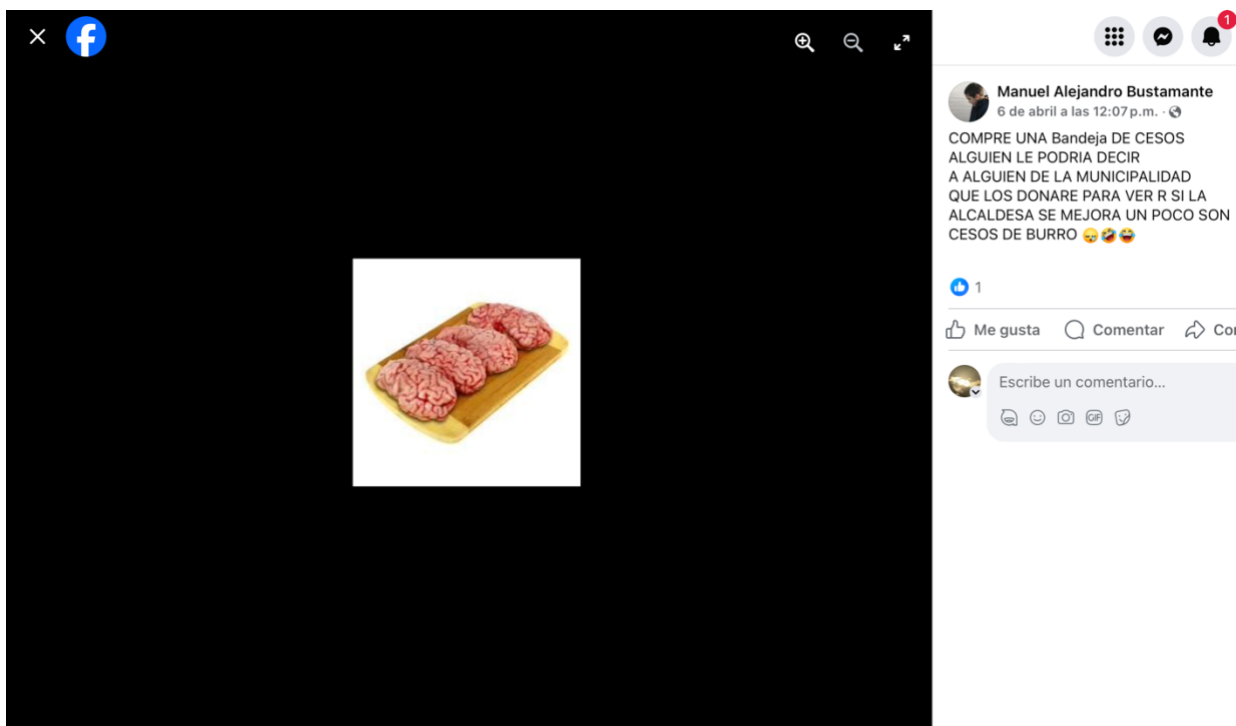 1
Manuel Alejandro Bustamante
6 de abril a las 12:07 p.m. ·
COMPRE UNA Bandeja DE CESOS
ALGUIEN LE PODRIA DECIR
A ALGUIEN DE LA MUNICIPALIDAD
QUE LOS DONARE PARA VER R SI LA
ALCALDESA SE MEJORA UN POCO SON
CESOS DE BURRO
1
Me gusta Comentar
Escribe un comentario...
GIF